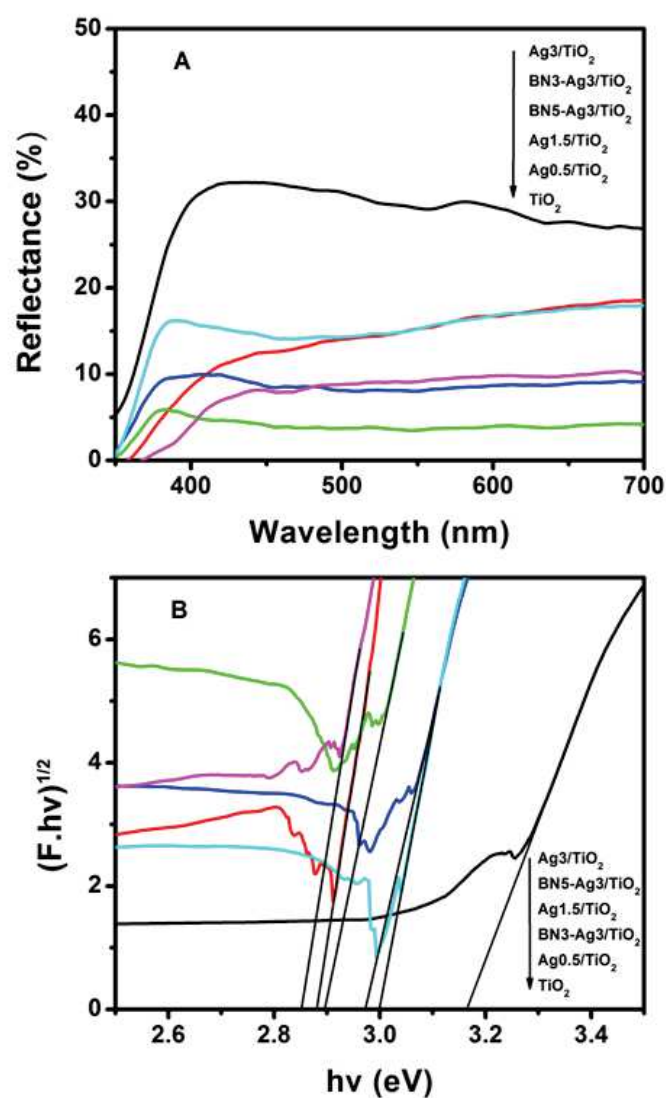 50
A
Ag3/TiO₂
BN3-Ag3/TiO₂
40
BN5-Ag3/TiO₂
Ag1.5/TiO₂
Ag0.5/TiO₂
30
TiO₂
20
10
0
400 500 600 700
Reflectance (%)
Wavelength (nm)
B
6
4
2
0
Ag3/TiO₂
BN5-Ag3/TiO₂
Ag1.5/TiO₂
BN3-Ag3/TiO₂
Ag0.5/TiO₂
TiO₂
2.6 2.8 3.0 3.2 3.4
(F.hv)¹/²
hv (eV)